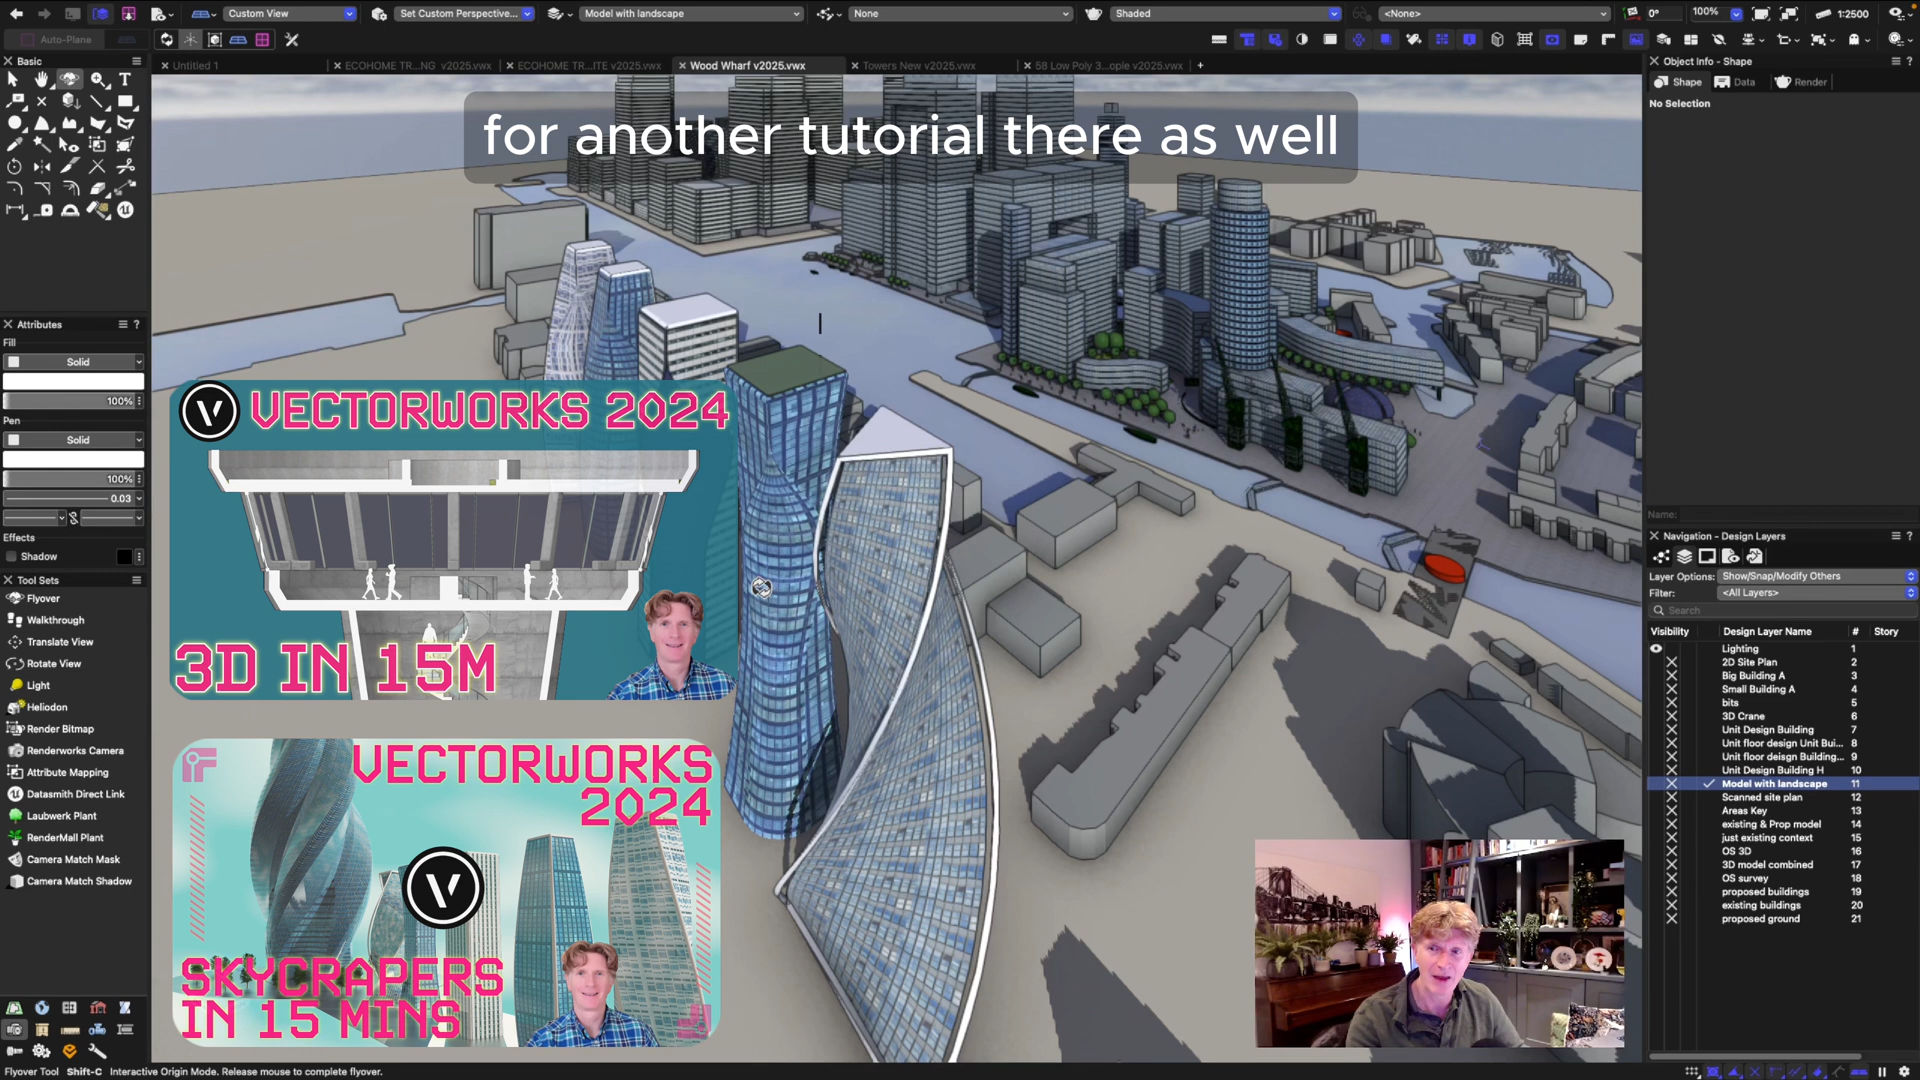 Custom View
Set Custom Perspective...
Model with landscape
None
Shaded
<None>
0°
100%
1:2500
Auto-Plane
Basic
Untitled 1
ECOHOME TR...NG v2025.vwx
ECOHOME TR...ITE v2025.vwx
Wood Wharf v2025.vwx
Towers New v2025.vwx
58 Low Poly 3...ople v2025.vwx
for another tutorial there as well
Attributes
Fill
Solid
100%
Pen
Solid
100%
0.03
Effects
Shadow
Tool Sets
Flyover
Walkthrough
Translate View
Rotate View
Light
Heliodon
Render Bitmap
Renderworks Camera
Attribute Mapping
Datasmith Direct Link
Laubwerk Plant
RenderMall Plant
Camera Match Mask
Camera Match Shadow
VECTORWORKS 2024
3D IN 15M
VECTORWORKS
2024
SKYCRAPERS
IN 15 MINS
Object Info - Shape
Shape
Data
Render
No Selection
Name:
Navigation - Design Layers
Layer Options:
Show/Snap/Modify Others
Filter:
<All Layers>
Search
Visibility
Design Layer Name
#
Story
Lighting 1
2D Site Plan 2
Big Building A 3
Small Building A 4
bits 5
3D Crane 6
Unit Design Building 7
Unit floor design Unit Bui... 8
Unit floor deisgn Building... 9
Unit Design Building H 10
Model with landscape 11
Scanned site plan 12
Areas Key 13
existing & Prop model 14
just existing context 15
OS 3D 16
3D model combined 17
OS survey 18
proposed buildings 19
existing buildings 20
proposed ground 21
Flyover Tool Shift-C Interactive Origin Mode. Release mouse to complete flyover.